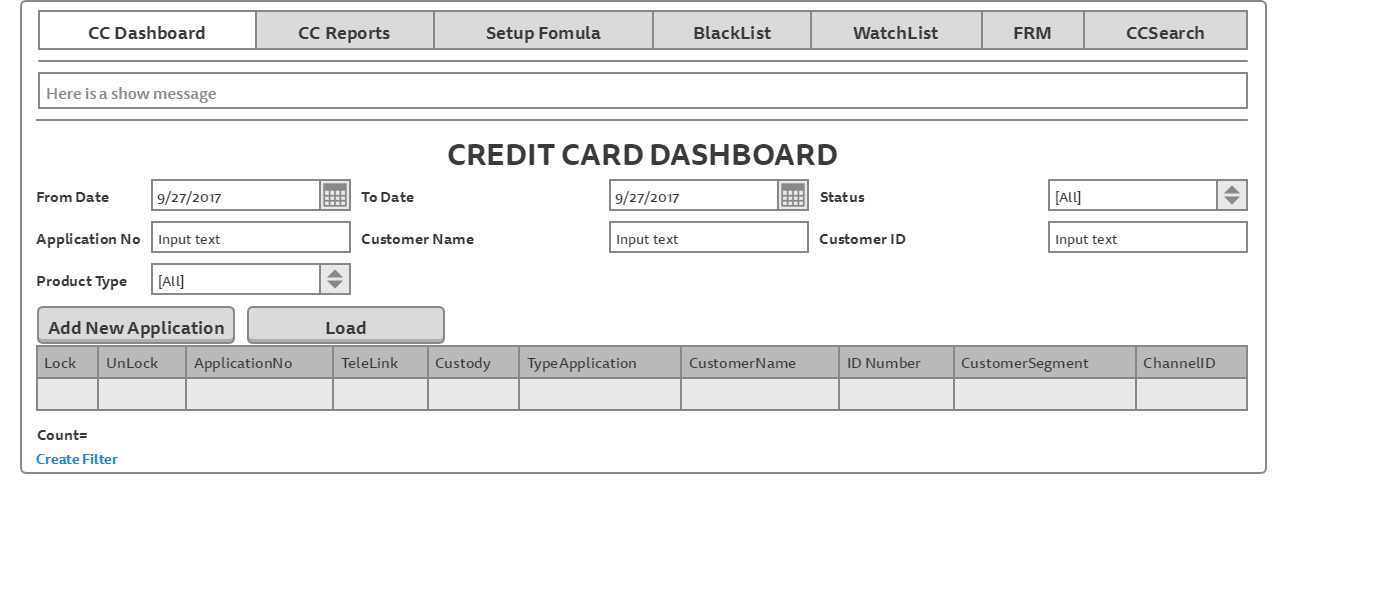 CC Dashboard CC Reports Setup Fomula BlackList WatchList FRM CCSearch
Here is a show message
CREDIT CARD DASHBOARD
From Date 9/27/2017 To Date 9/27/2017 Status [All]
Application No Input text Customer Name Input text Customer ID Input text
Product Type [All]
Add New Application Load
Lock UnLock ApplicationNo TeleLink Custody TypeApplication CustomerName ID Number CustomerSegment ChannelID
Count=
Create Filter